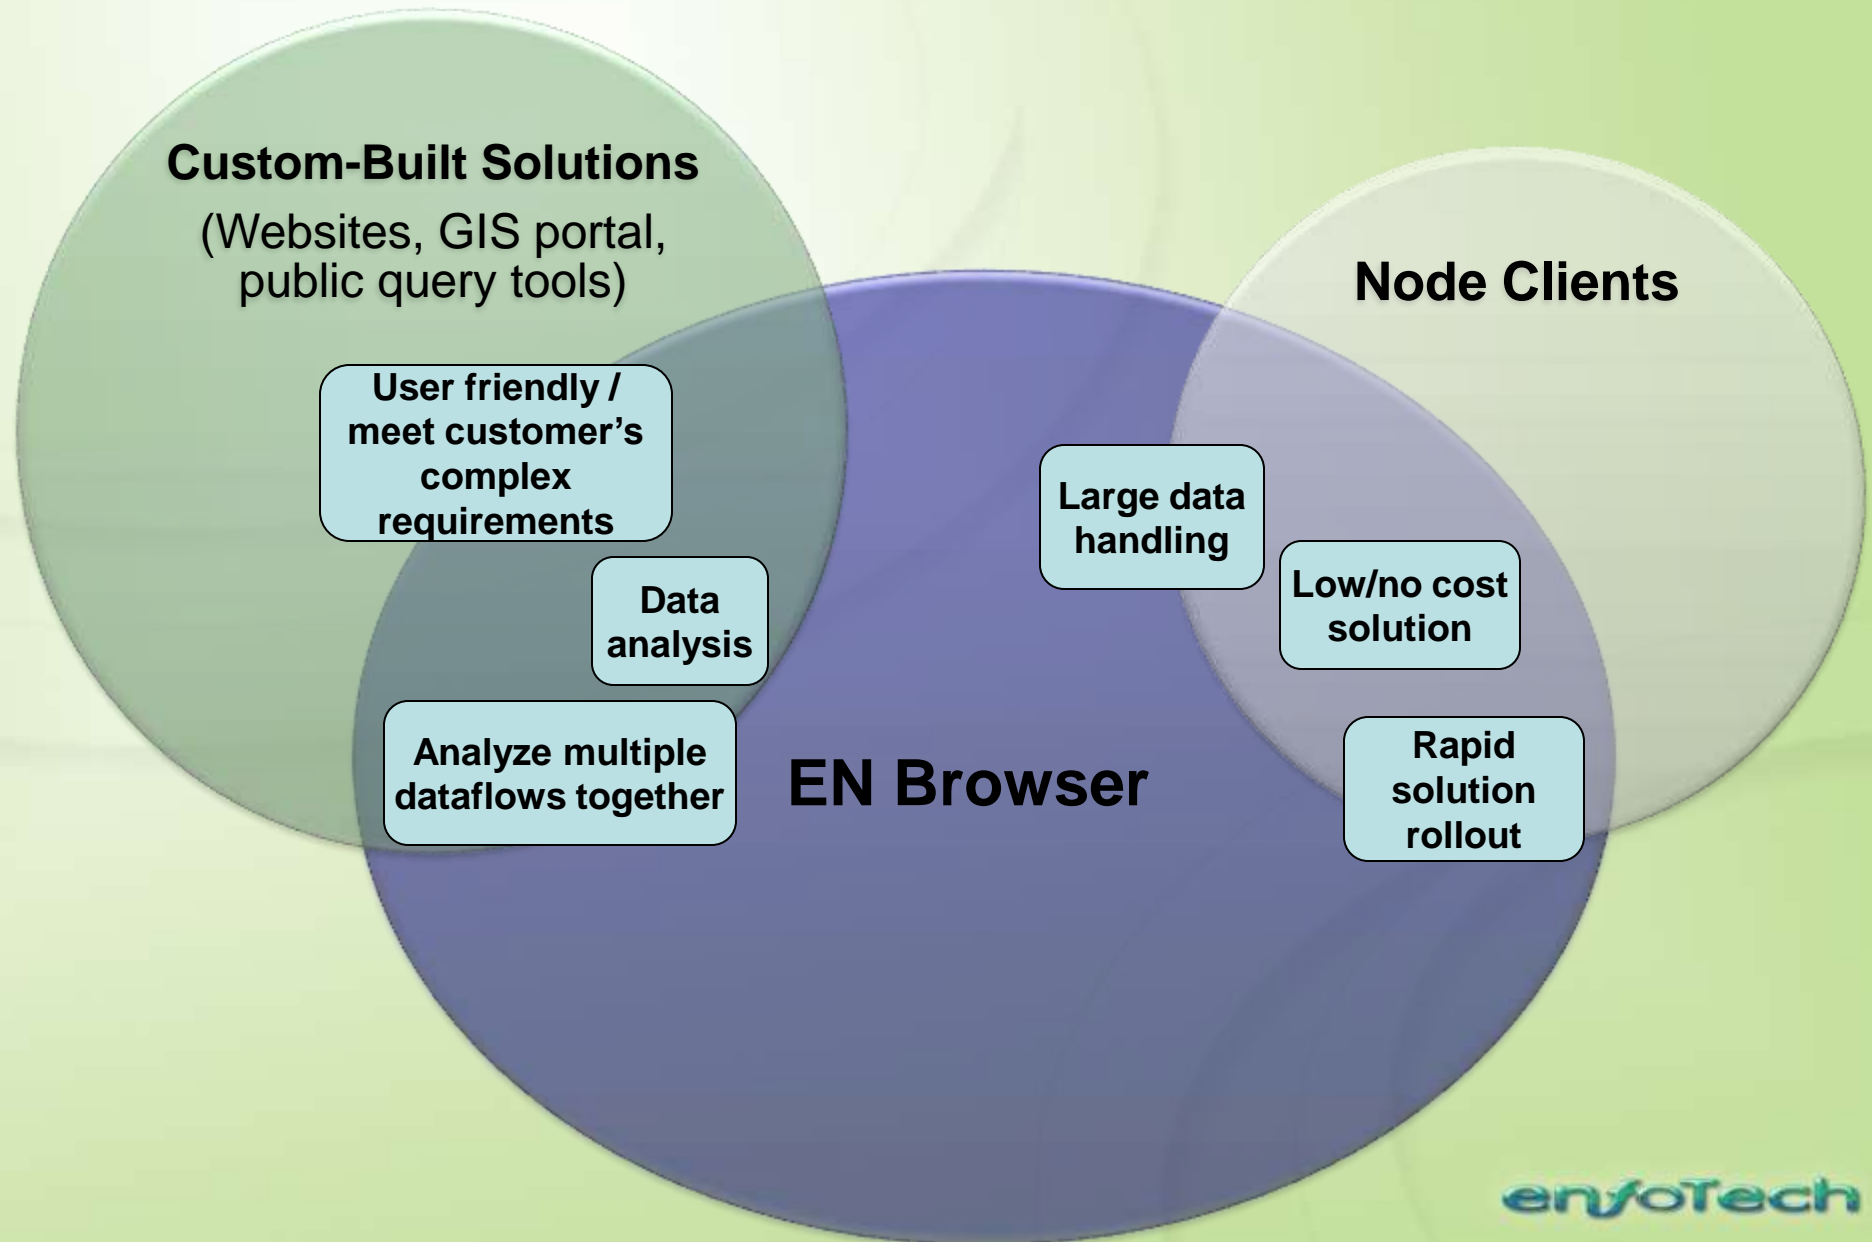 Custom-Built Solutions
(Websites, GIS portal,
public query tools)
Node Clients
User friendly /
meet customer’s
complex
requirements
Large data
handling
Low/no cost
solution
Data
analysis
Analyze multiple
dataflows together
EN Browser
Rapid
solution
rollout
enfoTech